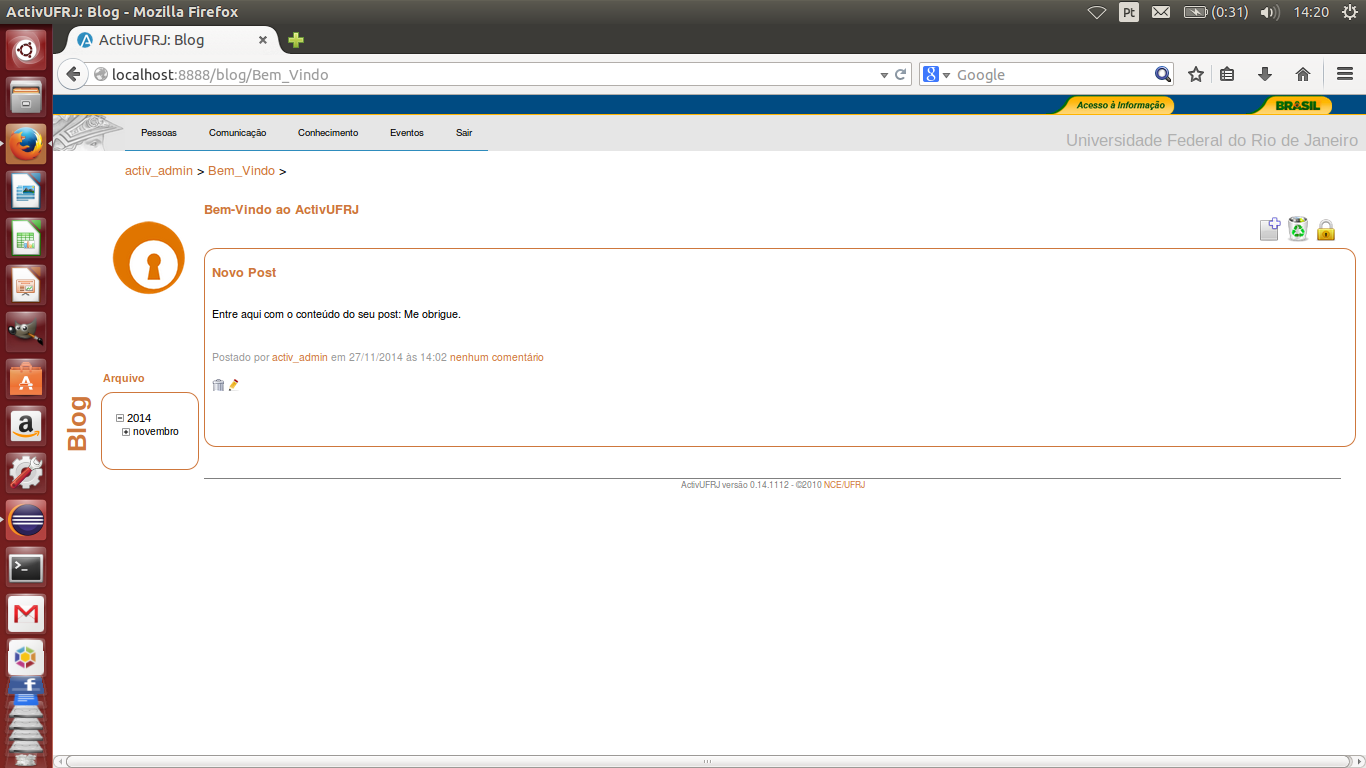 ActivUFRJ: Blog - Mozilla Firefox
Pt
(0:31)
14:20
ActivUFRJ: Blog
localhost:8888/blog/Bem_Vindo
Google
Acesso à Informação
BRASIL
Pessoas Comunicação Conhecimento Eventos Sair
Universidade Federal do Rio de Janeiro
activ_admin > Bem_Vindo >
Bem-Vindo ao ActivUFRJ
Novo Post
Entre aqui com o conteúdo do seu post: Me obrigue.
Postado por activ_admin em 27/11/2014 às 14:02 nenhum comentário
Arquivo
Blog
2014
novembro
ActivUFRJ versão 0.14.1112 - ©2010 NCE/UFRJ